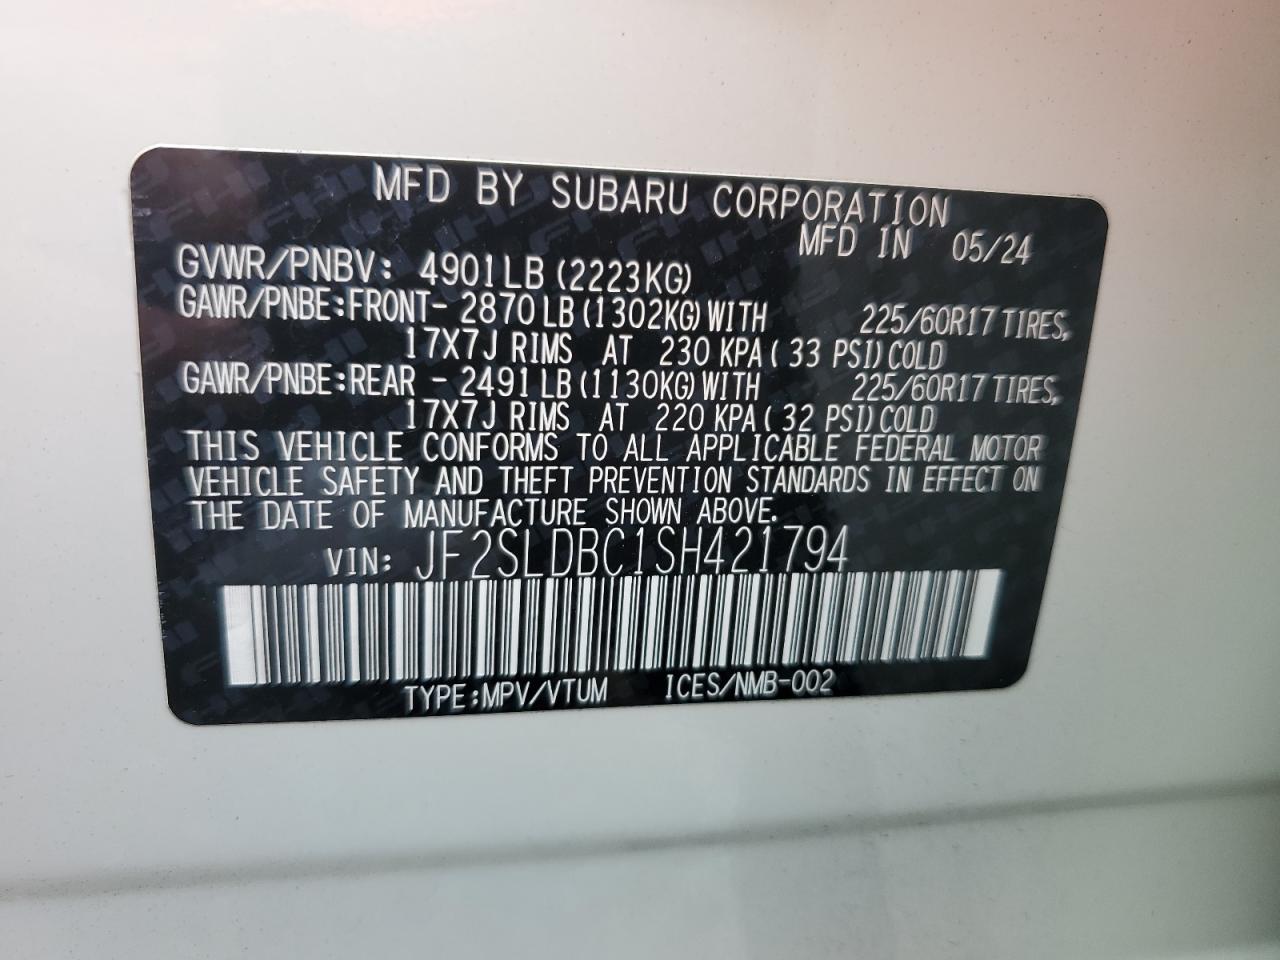 MFD BY SUBARU CORPORATION
MFD IN 05/24
GVWR/PNBV: 4901LB (2223KG)
GAWR/PNBE:FRONT- 2870LB (1302KG) WITH 225/60R17 TIRES,
17X7J RIMS AT 230 KPA ( 33 PSI) COLD
GAWR/PNBE:REAR - 2491LB (1130KG) WITH 225/60R17 TIRES,
17X7J RIMS AT 220 KPA ( 32 PSI) COLD
THIS VEHICLE CONFORMS TO ALL APPLICABLE FEDERAL MOTOR
VEHICLE SAFETY AND THEFT PREVENTION STANDARDS IN EFFECT ON
THE DATE OF MANUFACTURE SHOWN ABOVE.
VIN: JF2SLDBC1SH421794
TYPE:MPV/VTUM ICES/NMB-002